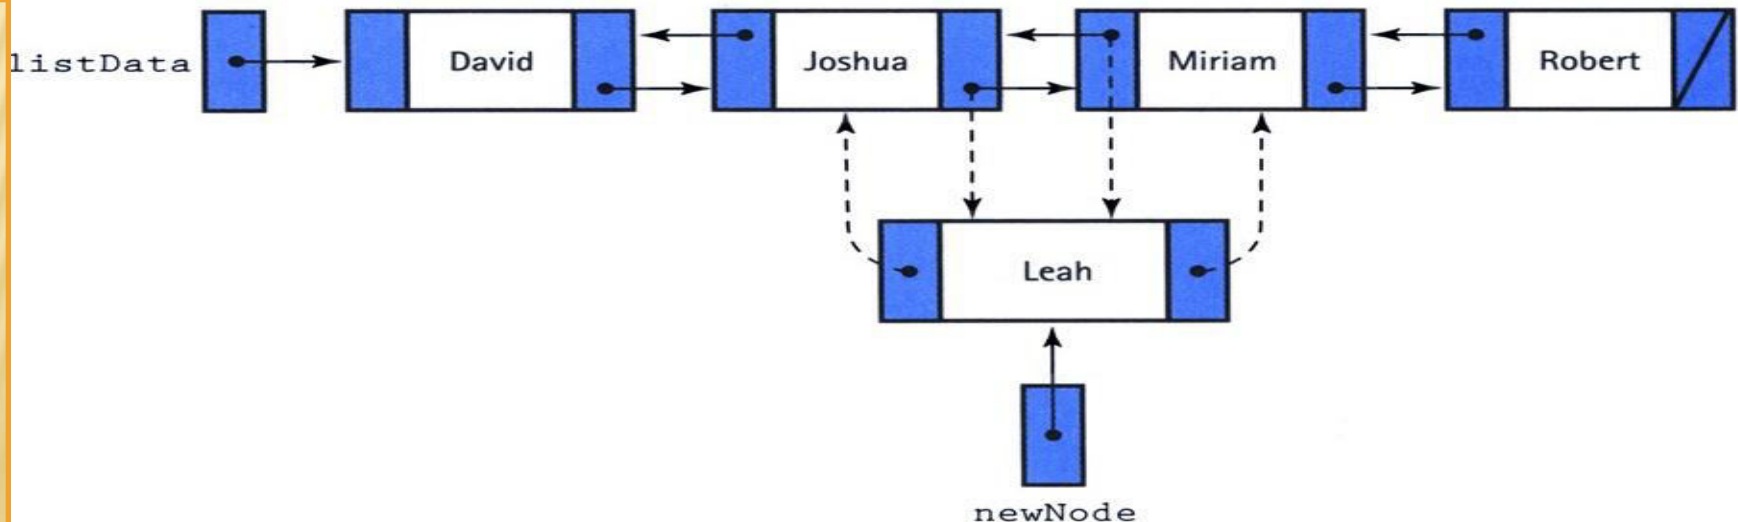 listData
David
Joshua
Miriam
Robert
Leah
newNode